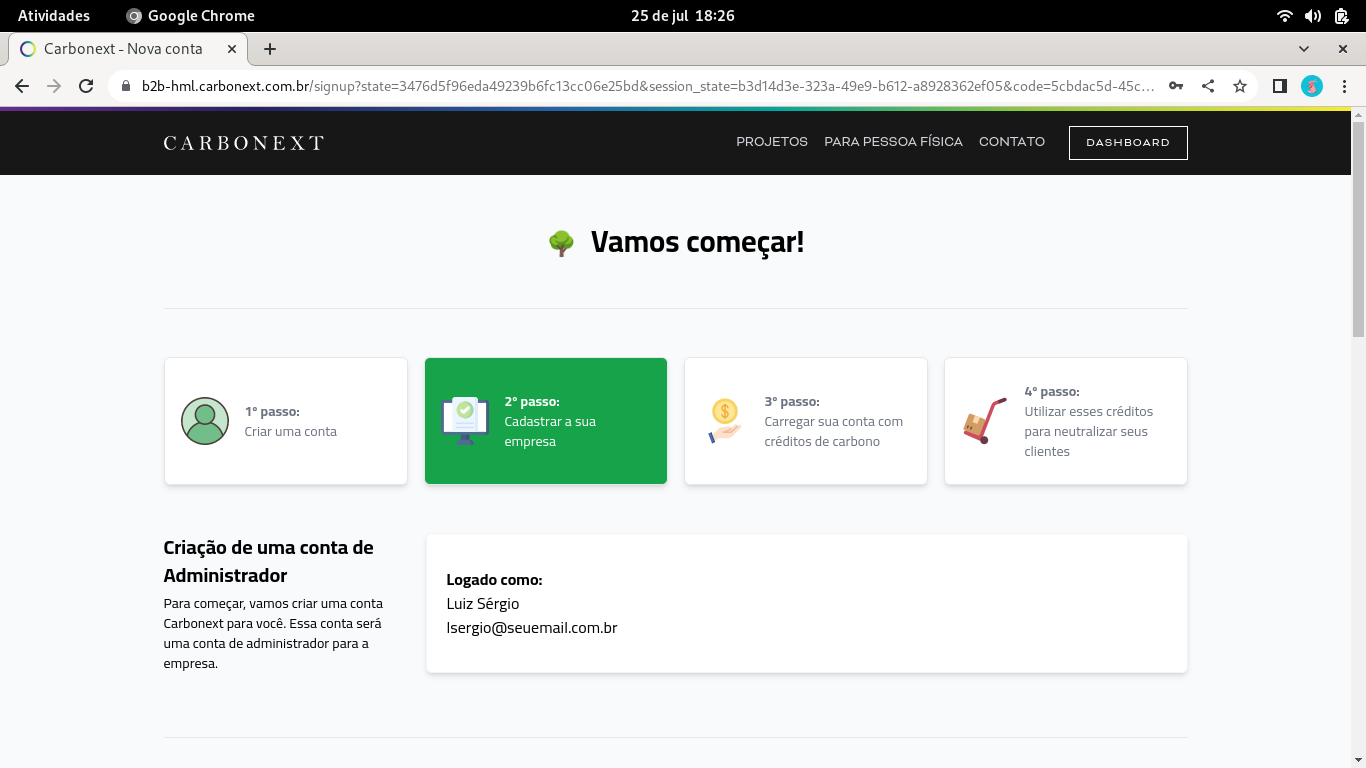 Atividades
Google Chrome
25 de jul 18:26
Carbonext - Nova conta
b2b-hml.carbonext.com.br/signup?state=3476d5f96eda49239b6fc13cc06e25bd&session_state=b3d14d3e-323a-49e9-b612-a8928362ef05&code=5cbdac5d-45c…
CARBONEXT
PROJETOS
PARA PESSOA FÍSICA
CONTATO
DASHBOARD
Vamos começar!
1º passo:
Criar uma conta
2º passo:
Cadastrar a sua
empresa
3º passo:
Carregar sua conta com
créditos de carbono
4º passo:
Utilizar esses créditos
para neutralizar seus
clientes
Criação de uma conta de
Administrador
Para começar, vamos criar uma conta
Carbonext para você. Essa conta será
uma conta de administrador para a
empresa.
Logado como:
Luiz Sérgio
lsergio@seuemail.com.br